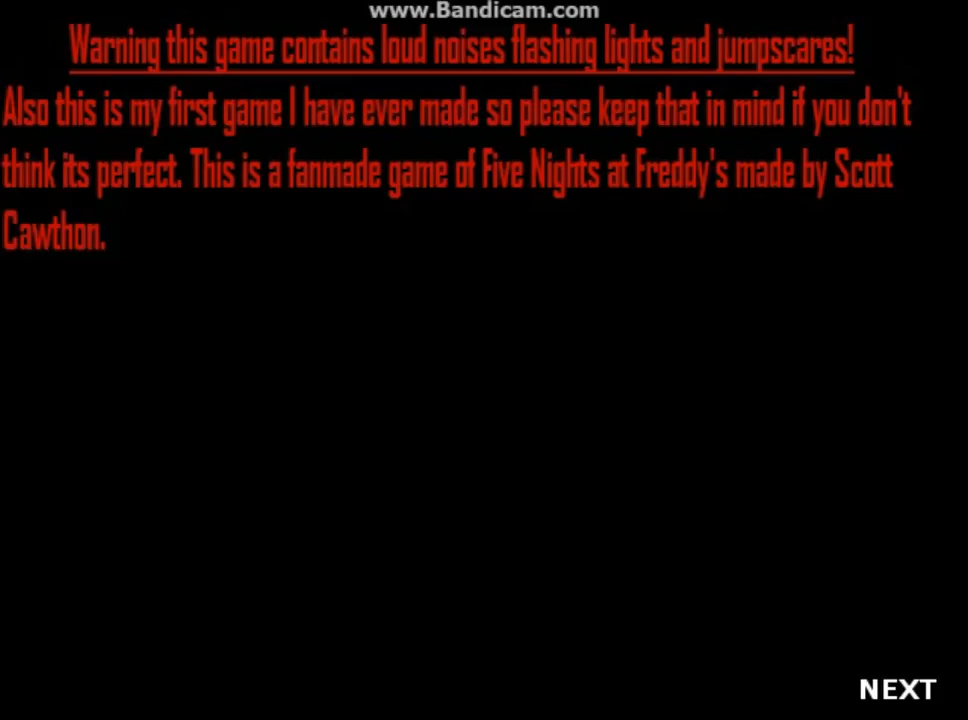 www.Bandicam.com
Warning this game contains loud noises flashing lights and jumpscares!
Also this is my first game I have ever made so please keep that in mind if you don't
think its perfect. This is a fanmade game of Five Nights at Freddy's made by Scott
Cawthon.
NEXT